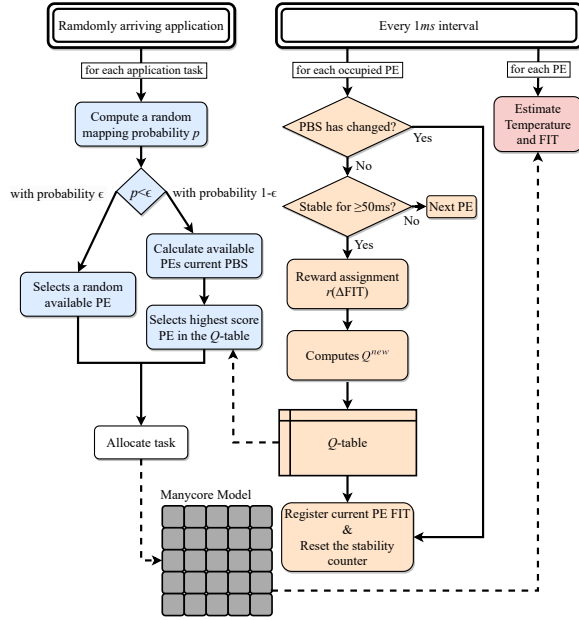 Randomly arriving application
for each application task
Compute a random
mapping probability p
p<ϵ
with probability ϵ
with probability 1-ϵ
Calculate available
PEs current PBS
Selects a random
available PE
Selects highest score
PE in the Q-table
Allocate task
Manycore Model
Every 1ms interval
for each occupied PE
for each PE
PBS has changed?
Yes
No
Stable for ≥50ms?
No
Next PE
Yes
Reward assignment
r(ΔFIT)
Computes Q^new
Q-table
Register current PE FIT
&
Reset the stability
counter
Estimate
Temperature
and FIT